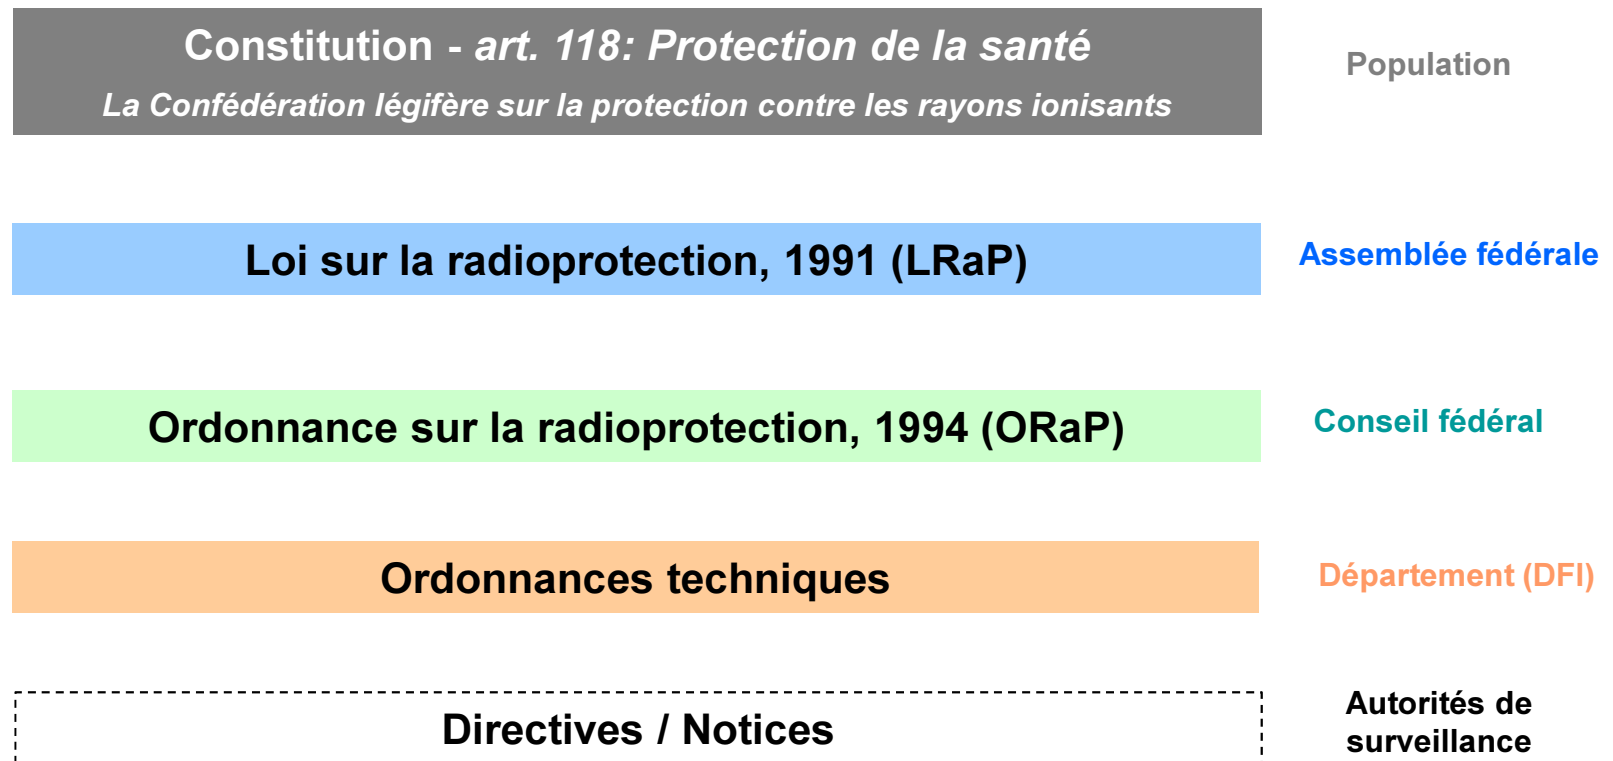 Constitution - art. 118: Protection de la santé
La Confédération légifère sur la protection contre les rayons ionisants
Population
Loi sur la radioprotection, 1991 (LRaP)
Assemblée fédérale
Ordonnance sur la radioprotection, 1994 (ORaP)
Conseil fédéral
Ordonnances techniques
Département (DFI)
Directives / Notices
Autorités de
surveillance